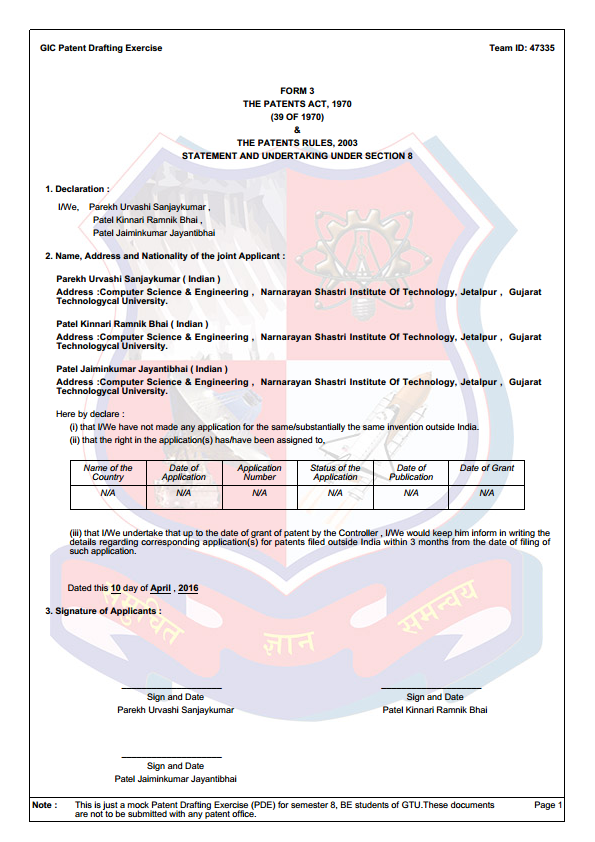 GIC Patent Drafting Exercise Team ID: 47335
FORM 3
THE PATENTS ACT, 1970
(39 OF 1970)
&
THE PATENTS RULES, 2003
STATEMENT AND UNDERTAKING UNDER SECTION 8
1. Declaration :
I/We, Parekh Urvashi Sanjaykumar ,
Patel Kinnari Ramnik Bhai ,
Patel Jaiminkumar Jayantibhai
2. Name, Address and Nationality of the joint Applicant :
Parekh Urvashi Sanjaykumar ( Indian )
Address :Computer Science & Engineering , Narnarayan Shastri Institute Of Technology, Jetalpur , Gujarat
Technologycal University.
Patel Kinnari Ramnik Bhai ( Indian )
Address :Computer Science & Engineering , Narnarayan Shastri Institute Of Technology, Jetalpur , Gujarat
Technologycal University.
Patel Jaiminkumar Jayantibhai ( Indian )
Address :Computer Science & Engineering , Narnarayan Shastri Institute Of Technology, Jetalpur , Gujarat
Technologycal University.
Here by declare :
(i) that I/We have not made any application for the same/substantially the same invention outside India.
(ii) that the right in the application(s) has/have been assigned to,
Name of the Country Date of Application Application Number Status of the Application Date of Publication Date of Grant
N/A N/A N/A N/A N/A N/A
(iii) that I/We undertake that up to the date of grant of patent by the Controller , I/We would keep him inform in writing the
details regarding corresponding application(s) for patents filed outside India within 3 months from the date of filing of
such application.
Dated this 10 day of April , 2016
3. Signature of Applicants :
समुचित ज्ञान समन्वय
Sign and Date Sign and Date
Parekh Urvashi Sanjaykumar Patel Kinnari Ramnik Bhai
Sign and Date
Patel Jaiminkumar Jayantibhai
Note : This is just a mock Patent Drafting Exercise (PDE) for semester 8, BE students of GTU.These documents Page 1
are not to be submitted with any patent office.